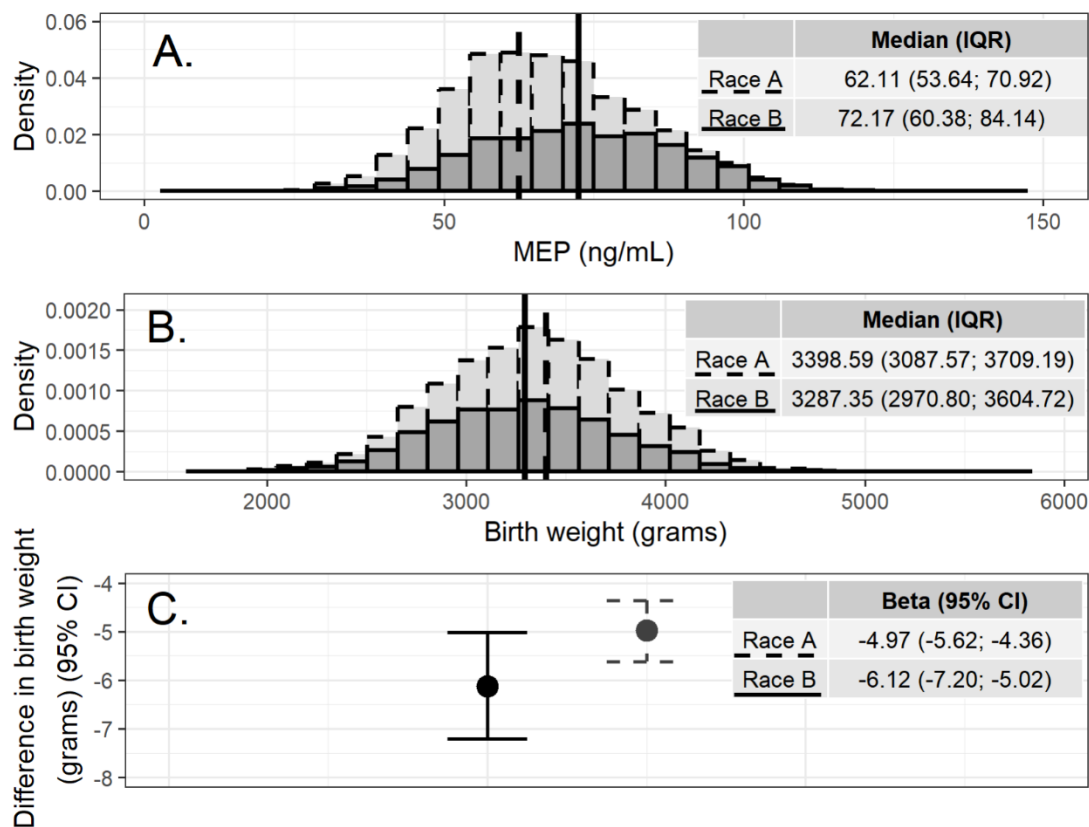 A.
Density
0.06
0.04
0.02
0.00
0
50
100
150
MEP (ng/mL)
Median (IQR)
Race A 62.11 (53.64; 70.92)
Race B 72.17 (60.38; 84.14)
B.
Density
0.0020
0.0015
0.0010
0.0005
0.0000
2000
3000
4000
5000
6000
Birth weight (grams)
Median (IQR)
Race A 3398.59 (3087.57; 3709.19)
Race B 3287.35 (2970.80; 3604.72)
C.
Difference in birth weight
(grams) (95% CI)
-4
-5
-6
-7
-8
Beta (95% CI)
Race A -4.97 (-5.62; -4.36)
Race B -6.12 (-7.20; -5.02)